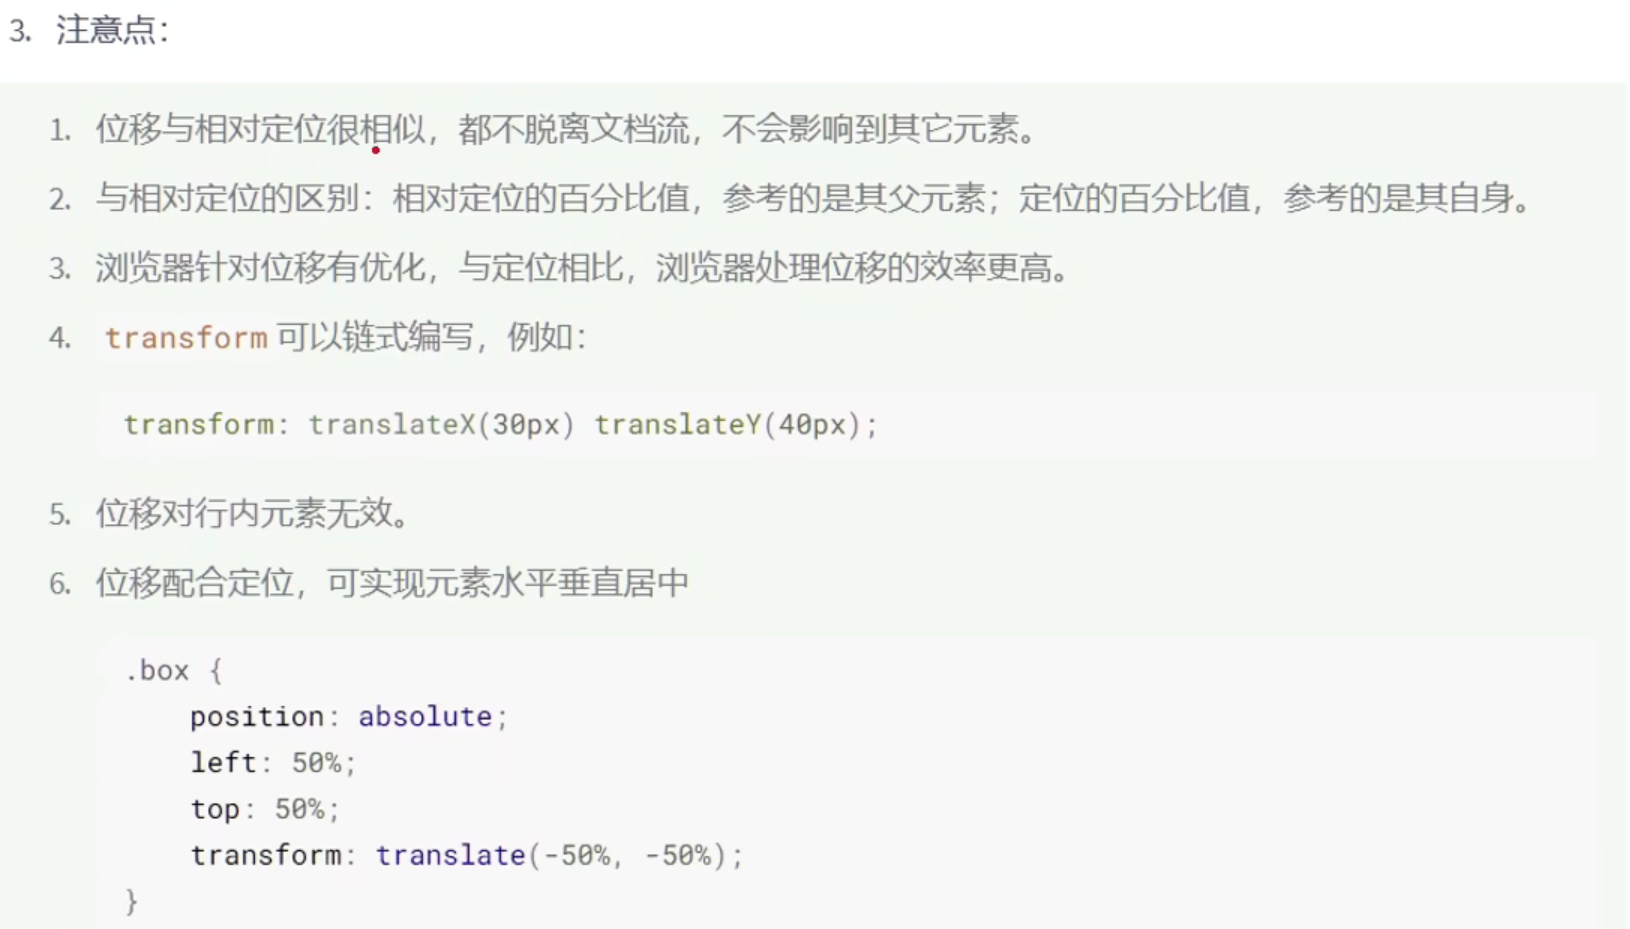 3. 注意点：
1. 位移与相对定位很相似，都不脱离文档流，不会影响到其它元素。
2. 与相对定位的区别：相对定位的百分比值，参考的是其父元素；定位的百分比值，参考的是其自身。
3. 浏览器针对位移有优化，与定位相比，浏览器处理位移的效率更高。
4. transform 可以链式编写，例如：
transform: translateX(30px) translateY(40px);
5. 位移对行内元素无效。
6. 位移配合定位，可实现元素水平垂直居中
.box {
position: absolute;
left: 50%;
top: 50%;
transform: translate(-50%, -50%);
}